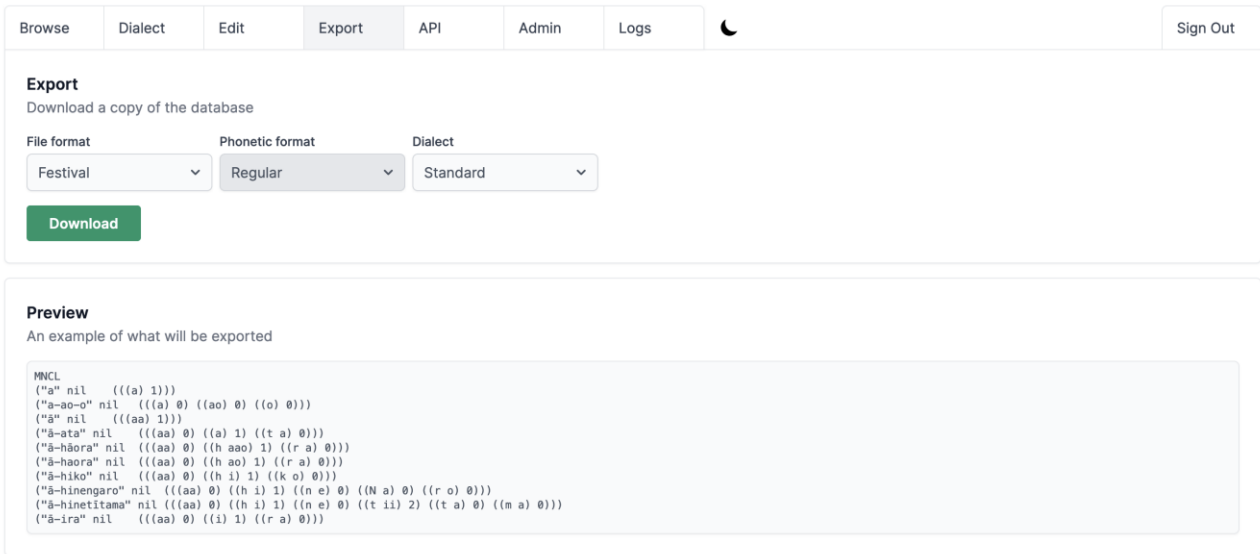 Browse Dialect Edit Export API Admin Logs Sign Out
Export
Download a copy of the database
File format Phonetic format Dialect
Festival Regular Standard
Download
Preview
An example of what will be exported
MNCL
("a" nil (((a) 1)))
("a-ao-o" nil (((a) 0) ((ao) 0) ((o) 0)))
("ā" nil (((aa) 1)))
("ā-ata" nil (((aa) 0) ((a) 1) ((t a) 0)))
("ā-hāora" nil (((aa) 0) ((h aao) 1) ((r a) 0)))
("ā-haora" nil (((aa) 0) ((h ao) 1) ((r a) 0)))
("ā-hiko" nil (((aa) 0) ((h i) 1) ((k o) 0)))
("ā-hinengaro" nil (((aa) 0) ((h i) 1) ((n e) 0) ((N a) 0) ((r o) 0)))
("ā-hinetītama" nil (((aa) 0) ((h i) 1) ((n e) 0) ((t ii) 2) ((t a) 0) ((m a) 0)))
("ā-ira" nil (((aa) 0) ((i) 1) ((r a) 0)))